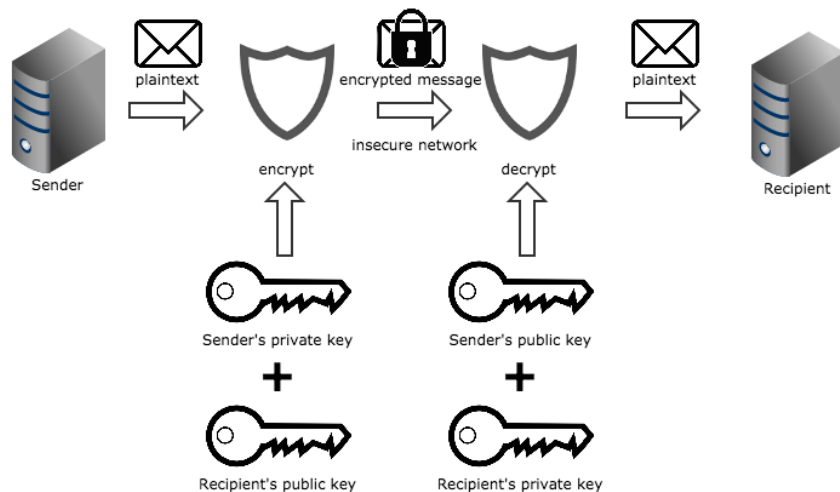 plaintext
encrypted message
plaintext
insecure network
encrypt
decrypt
Sender
Recipient
Sender's private key
Sender's public key
Recipient's public key
Recipient's private key